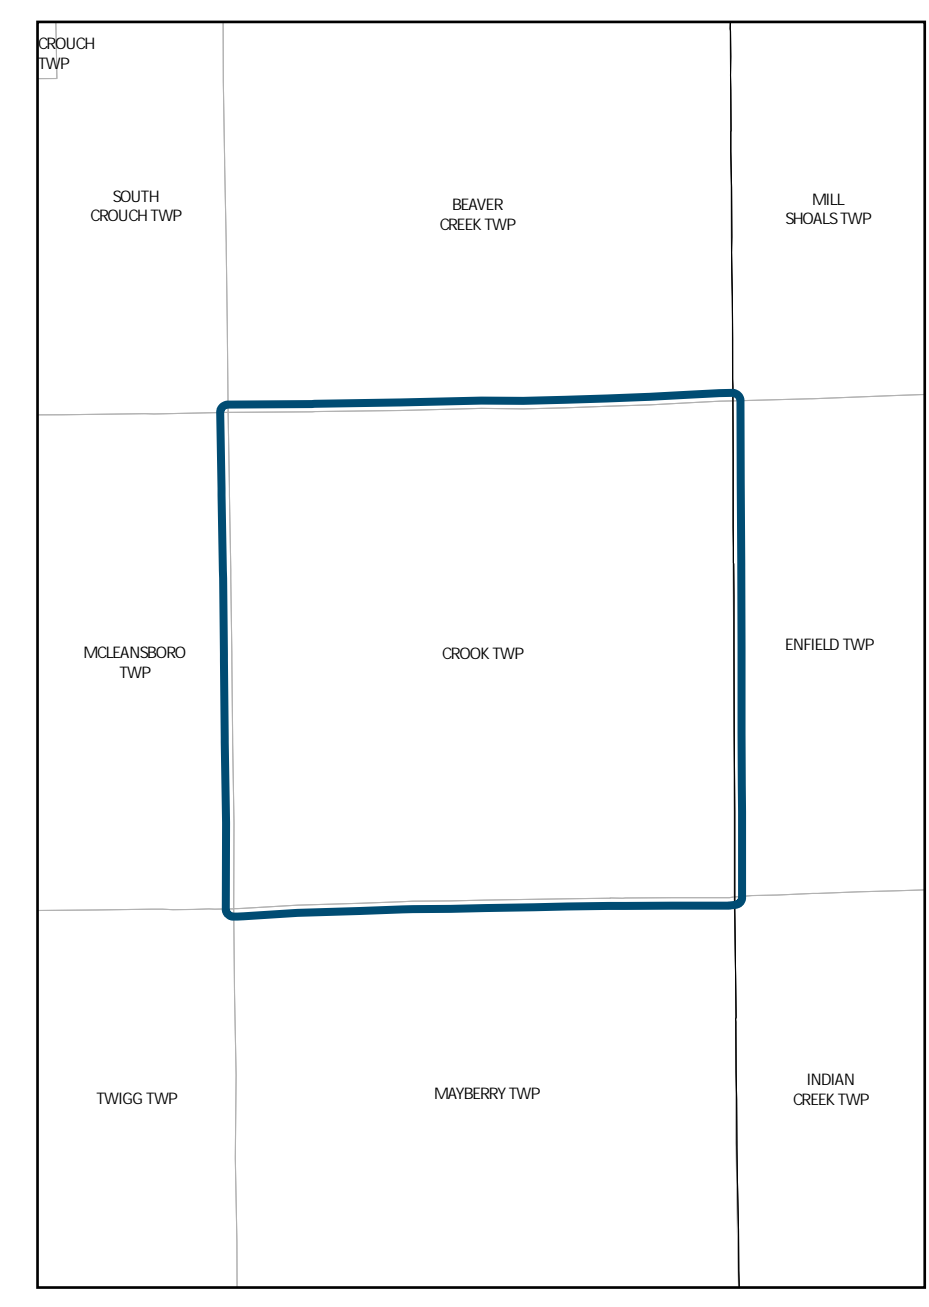 CROUCH
TWP
SOUTH
CROUCH TWP
BEAVER
CREEK TWP
MILL
SHOALS TWP
MCLEANSBORO
TWP
CROOK TWP
ENFIELD TWP
TWIGG TWP
MAYBERRY TWP
INDIAN
CREEK TWP